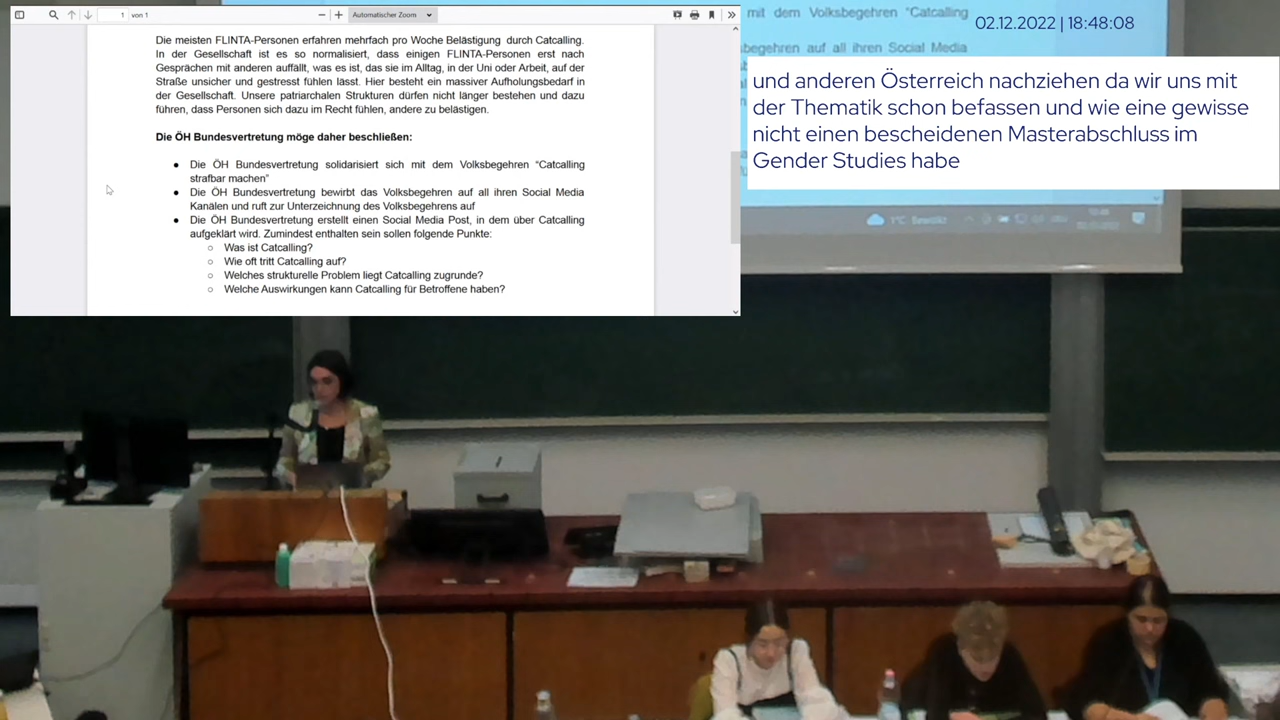 1 von 1
Automatischer Zoom
Die meisten FLINTA-Personen erfahren mehrfach pro Woche Belästigung durch Catcalling.
In der Gesellschaft ist es so normalisiert, dass einigen FLINTA-Personen erst nach
Gesprächen mit anderen auffällt, was es ist, das sie im Alltag, in der Uni oder Arbeit, auf der
Straße unsicher und gestresst fühlen lässt. Hier besteht ein massiver Aufholungsbedarf in
der Gesellschaft. Unsere patriarchalen Strukturen dürfen nicht länger bestehen und dazu
führen, dass Personen sich dazu im Recht fühlen, andere zu belästigen.
Die ÖH Bundesvertretung möge daher beschließen:
● Die ÖH Bundesvertretung solidarisiert sich mit dem Volksbegehren “Catcalling
strafbar machen”
● Die ÖH Bundesvertretung bewirbt das Volksbegehren auf all ihren Social Media
Kanälen und ruft zur Unterzeichnung des Volksbegehrens auf
● Die ÖH Bundesvertretung erstellt einen Social Media Post, in dem über Catcalling
aufgeklärt wird. Zumindest enthalten sein sollen folgende Punkte:
○ Was ist Catcalling?
○ Wie oft tritt Catcalling auf?
○ Welches strukturelle Problem liegt Catcalling zugrunde?
○ Welche Auswirkungen kann Catcalling für Betroffene haben?
mit dem Volksbegehren “Catcalling
02.12.2022 | 18:48:08
begehren auf all ihren Social Media
und anderen Österreich nachziehen da wir uns mit
der Thematik schon befassen und wie eine gewisse
nicht einen bescheidenen Masterabschluss im
Gender Studies habe
1°C Bewölkt